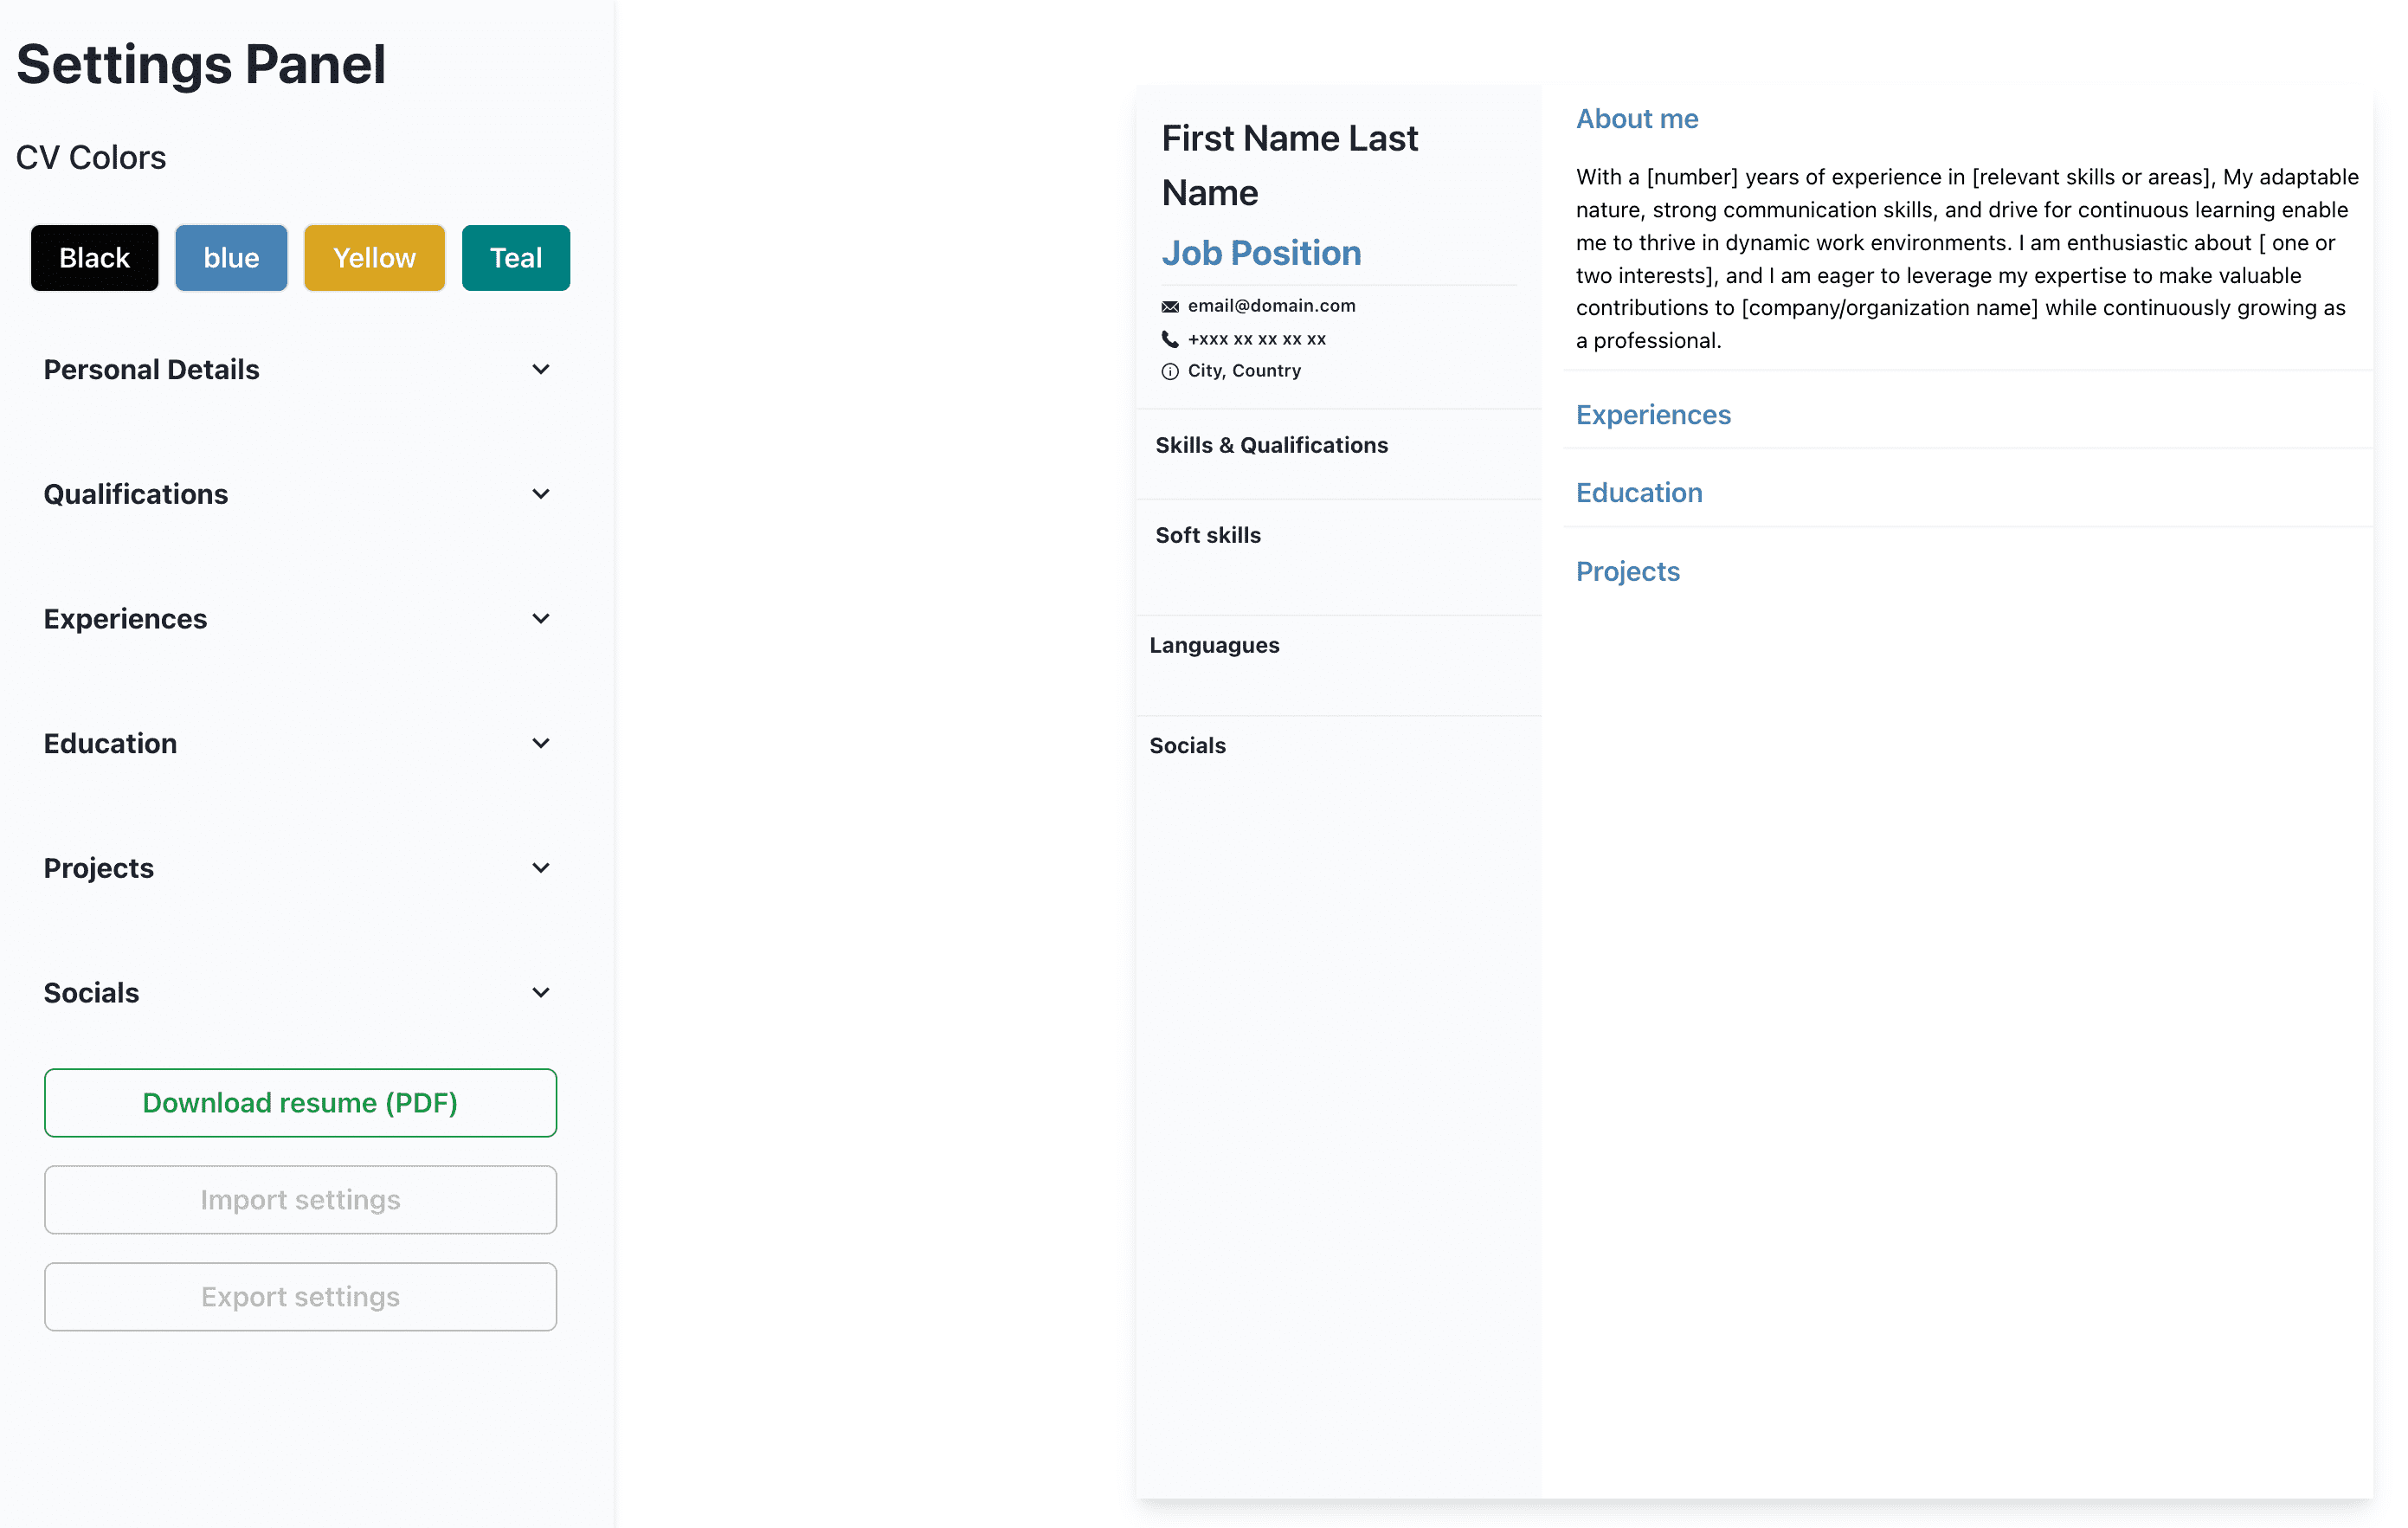 Settings Panel
CV Colors
Black blue Yellow Teal
Personal Details
Qualifications
Experiences
Education
Projects
Socials
Download resume (PDF)
Import settings
Export settings
First Name Last
Name
Job Position
email@domain.com
+xxx xx xx xx xx
City, Country
Skills & Qualifications
Soft skills
Languagues
Socials
About me
With a [number] years of experience in [relevant skills or areas], My adaptable
nature, strong communication skills, and drive for continuous learning enable
me to thrive in dynamic work environments. I am enthusiastic about [ one or
two interests], and I am eager to leverage my expertise to make valuable
contributions to [company/organization name] while continuously growing as
a professional.
Experiences
Education
Projects